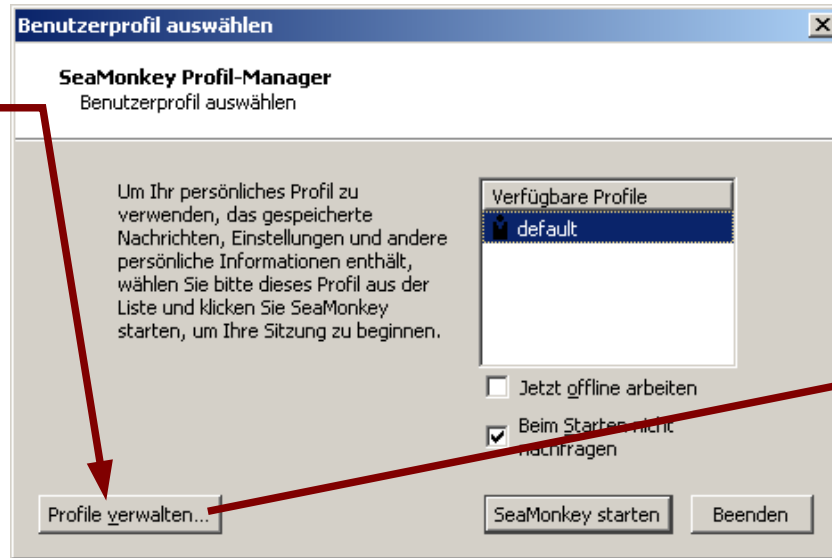 Benutzerprofil auswählen
SeaMonkey Profil-Manager
Benutzerprofil auswählen
Um Ihr persönliches Profil zu
verwenden, das gespeicherte
Nachrichten, Einstellungen und andere
persönliche Informationen enthält,
wählen Sie bitte dieses Profil aus der
Liste und klicken Sie SeaMonkey
starten, um Ihre Sitzung zu beginnen.
Verfügbare Profile
default
Jetzt offline arbeiten
Beim Starten nicht
nachfragen
Profile verwalten...
SeaMonkey starten
Beenden